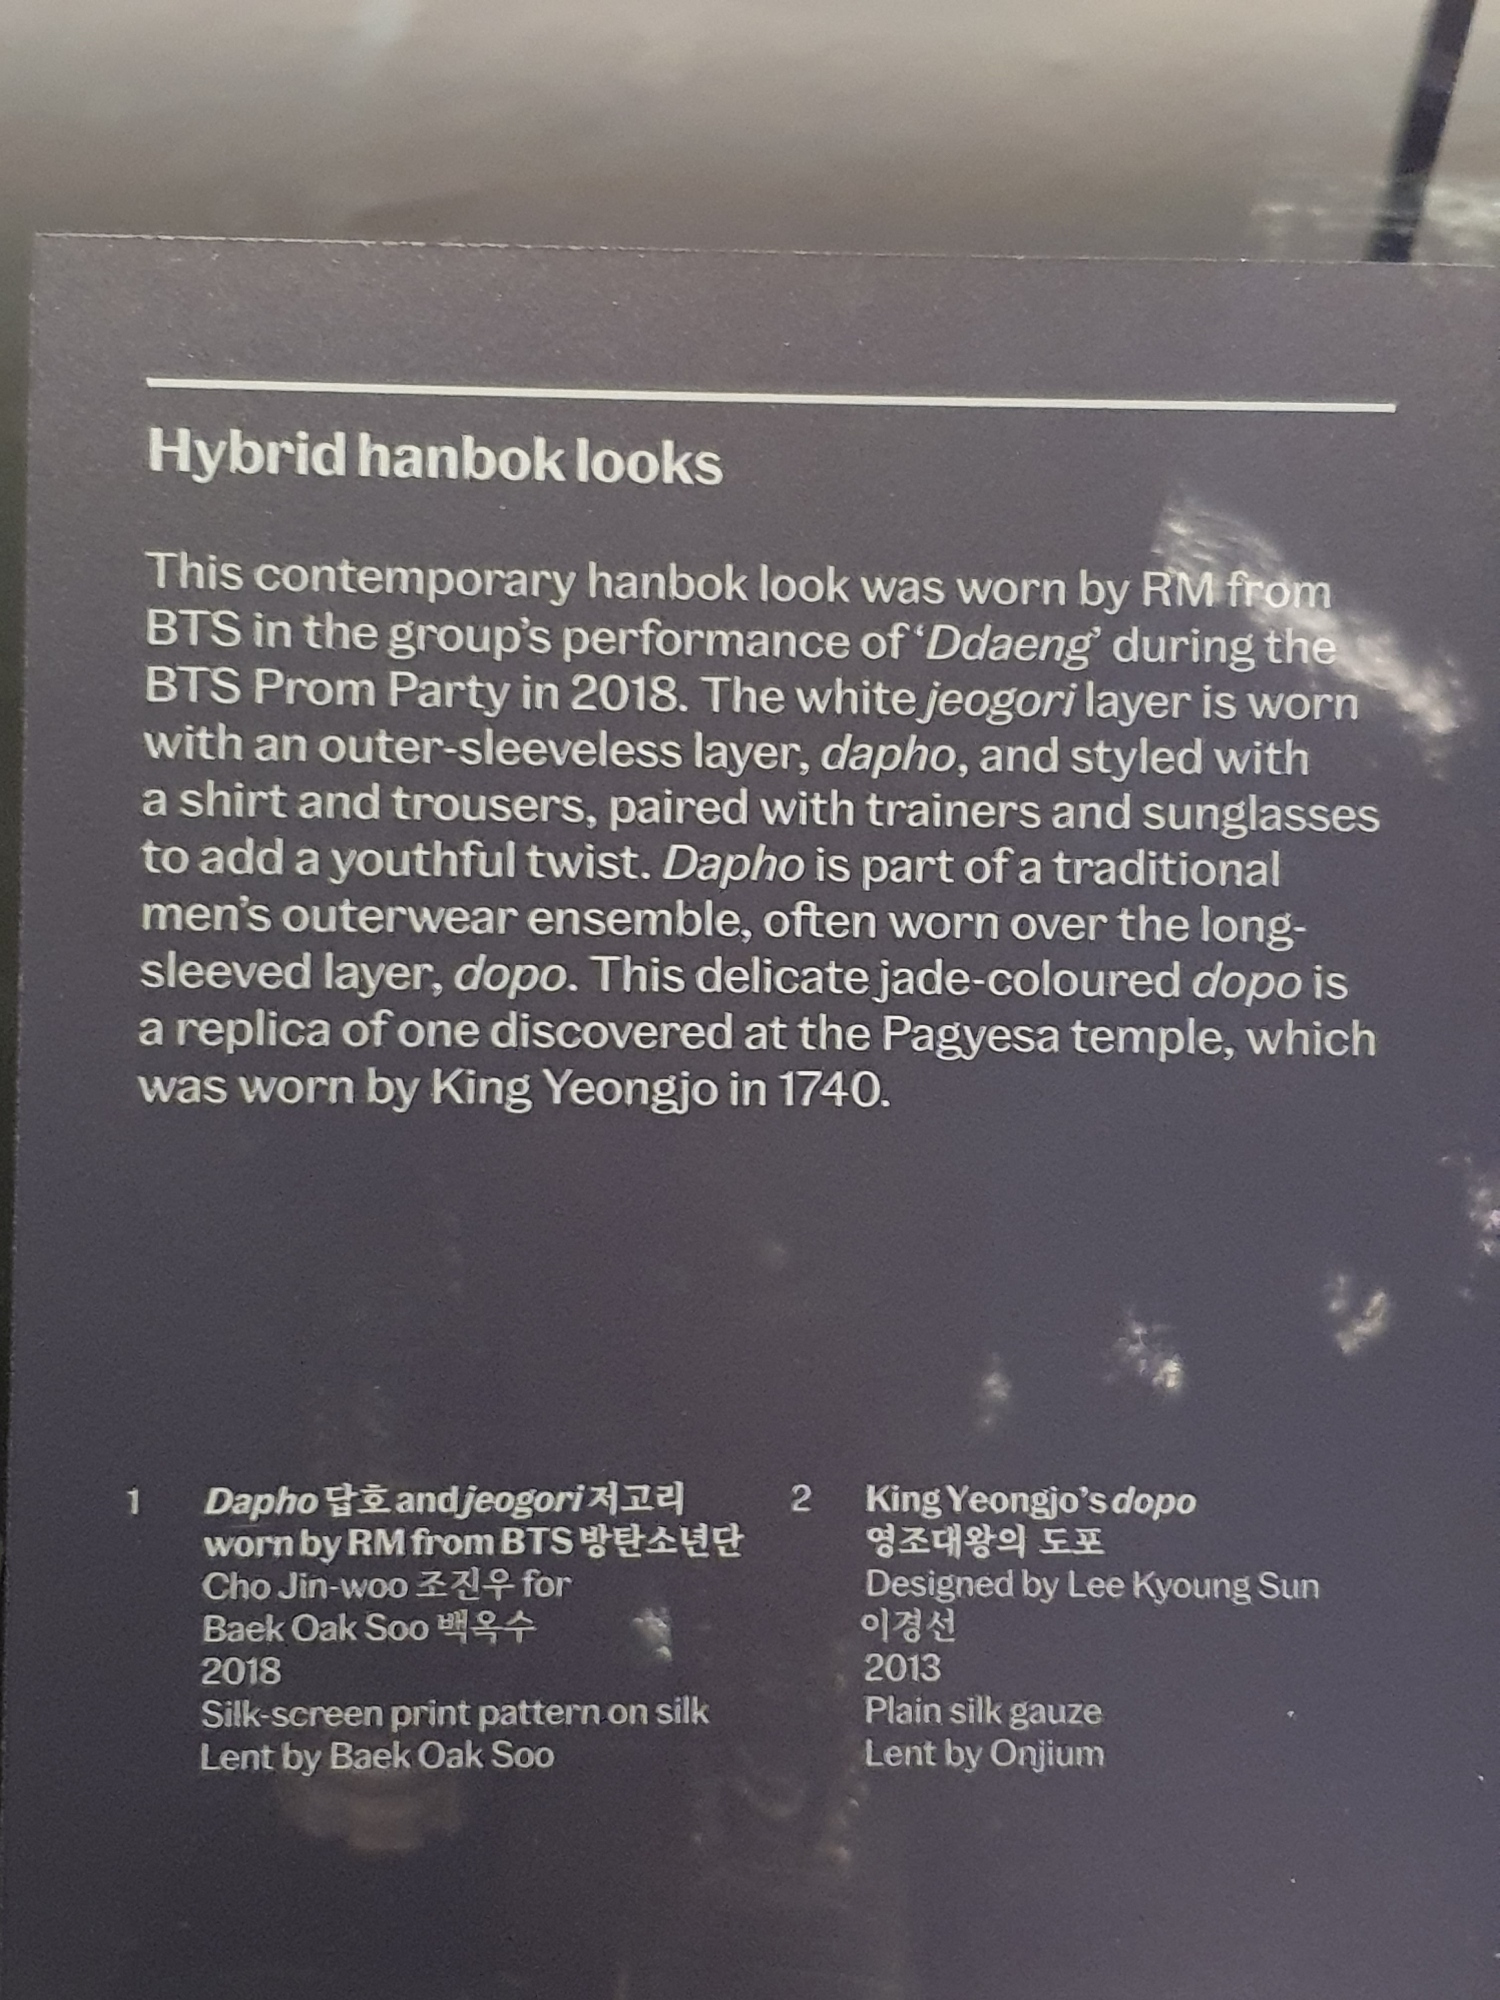 Hybrid hanbok looks
This contemporary hanbok look was worn by RM from
BTS in the group’s performance of ‘Ddaeng’ during the
BTS Prom Party in 2018. The white jeogori layer is worn
with an outer-sleeveless layer, dapho, and styled with
a shirt and trousers, paired with trainers and sunglasses
to add a youthful twist. Dapho is part of a traditional
men’s outerwear ensemble, often worn over the long-
sleeved layer, dopo. This delicate jade-coloured dopo is
a replica of one discovered at the Pagyesa temple, which
was worn by King Yeongjo in 1740.
1
Dapho 답호 and jeogori 저고리
worn by RM from BTS 방탄소년단
Cho Jin-woo 조진우 for
Baek Oak Soo 백옥수
2018
Silk-screen print pattern on silk
Lent by Baek Oak Soo
2
King Yeongjo’s dopo
영조대왕의 도포
Designed by Lee Kyoung Sun
이경선
2013
Plain silk gauze
Lent by Onjium